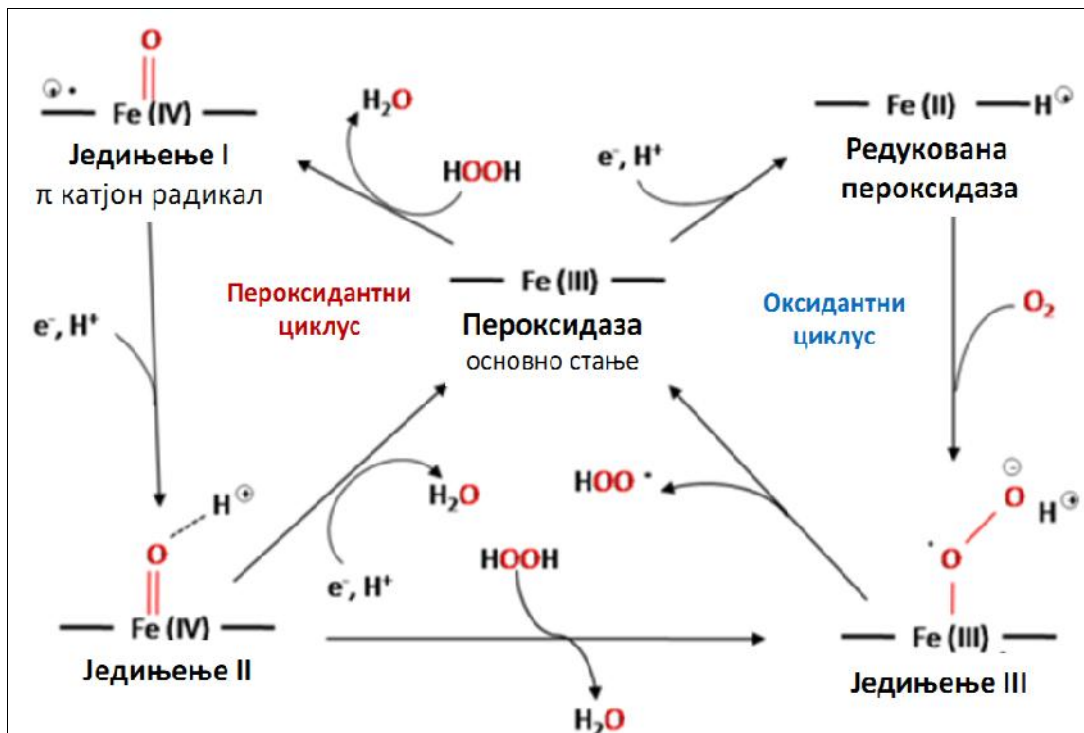 O
⊕ •
Fe (IV)
Једињење I
π катјон радикал
H₂O
HOOH
e⁻, H⁺
Fe (II) — H⊕
Редукована
пероксидаза
Пероксидантни
циклус
Fe (III)
Пероксидаза
основно стање
Оксидантни
циклус
O₂
e⁻, H⁺
H⊕
O
Fe (IV)
Једињење II
e⁻, H⁺
H₂O
HOOH
H₂O
HOO •
⊖
O H⊕
• O
Fe (III)
Једињење III